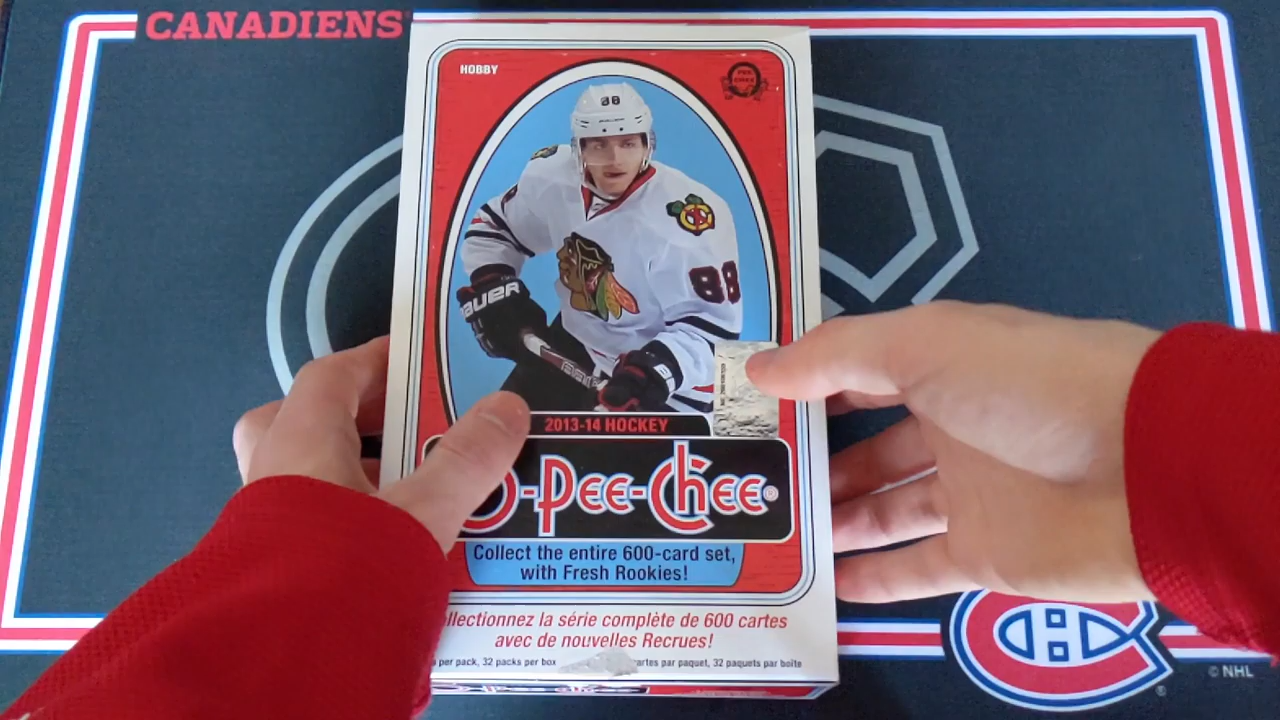 CANADIENS
HOBBY
88
BAUER
88
2013-14 HOCKEY
-Pee-Chee®
Collect the entire 600-card set,
with Fresh Rookies!
llectionnez la série complète de 600 cartes
avec de nouvelles Recrues!
per pack, 32 packs per box
cartes par paquet, 32 paquets par boîte
® © NHL